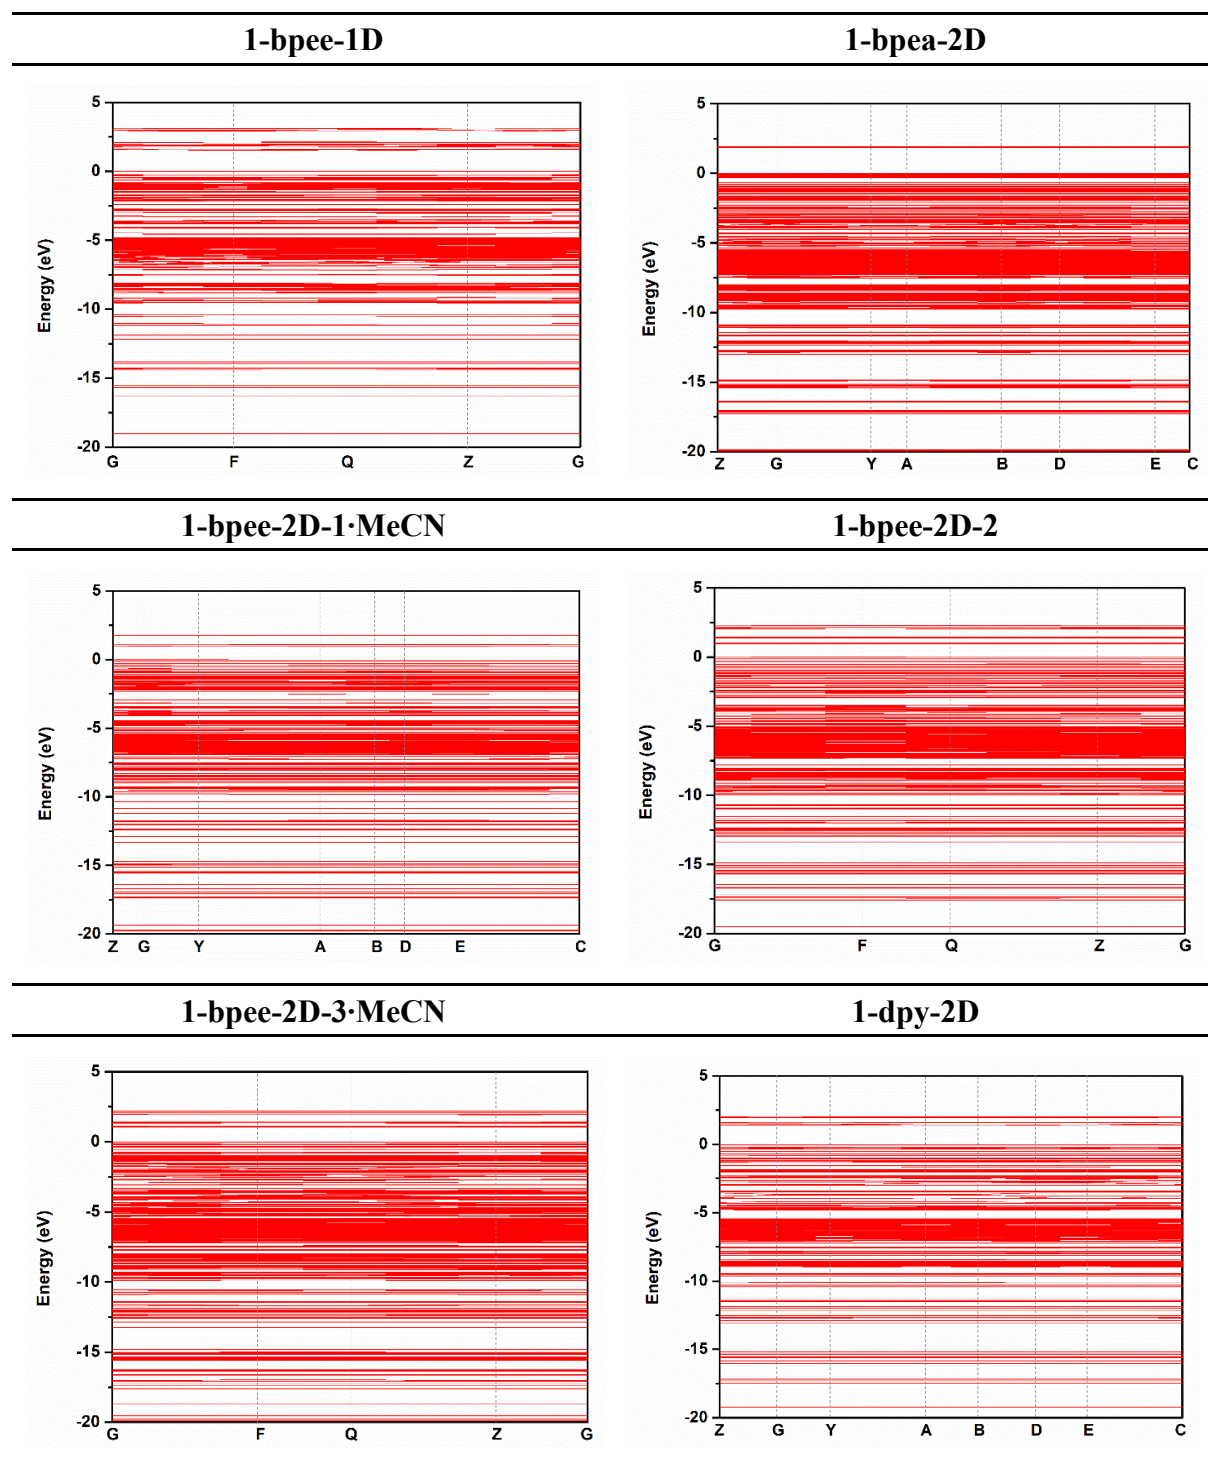 1-bpee-1D
1-bpea-2D
5
0
-5
-10
-15
-20
Energy (eV)
G F Q Z G
5
0
-5
-10
-15
-20
Energy (eV)
Z G Y A B D E C
1-bpee-2D-1·MeCN
1-bpee-2D-2
5
0
-5
-10
-15
-20
Energy (eV)
Z G Y A B D E C
5
0
-5
-10
-15
-20
Energy (eV)
G F Q Z G
1-bpee-2D-3·MeCN
1-dpy-2D
5
0
-5
-10
-15
-20
Energy (eV)
G F Q Z G
5
0
-5
-10
-15
-20
Energy (eV)
Z G Y A B D E C